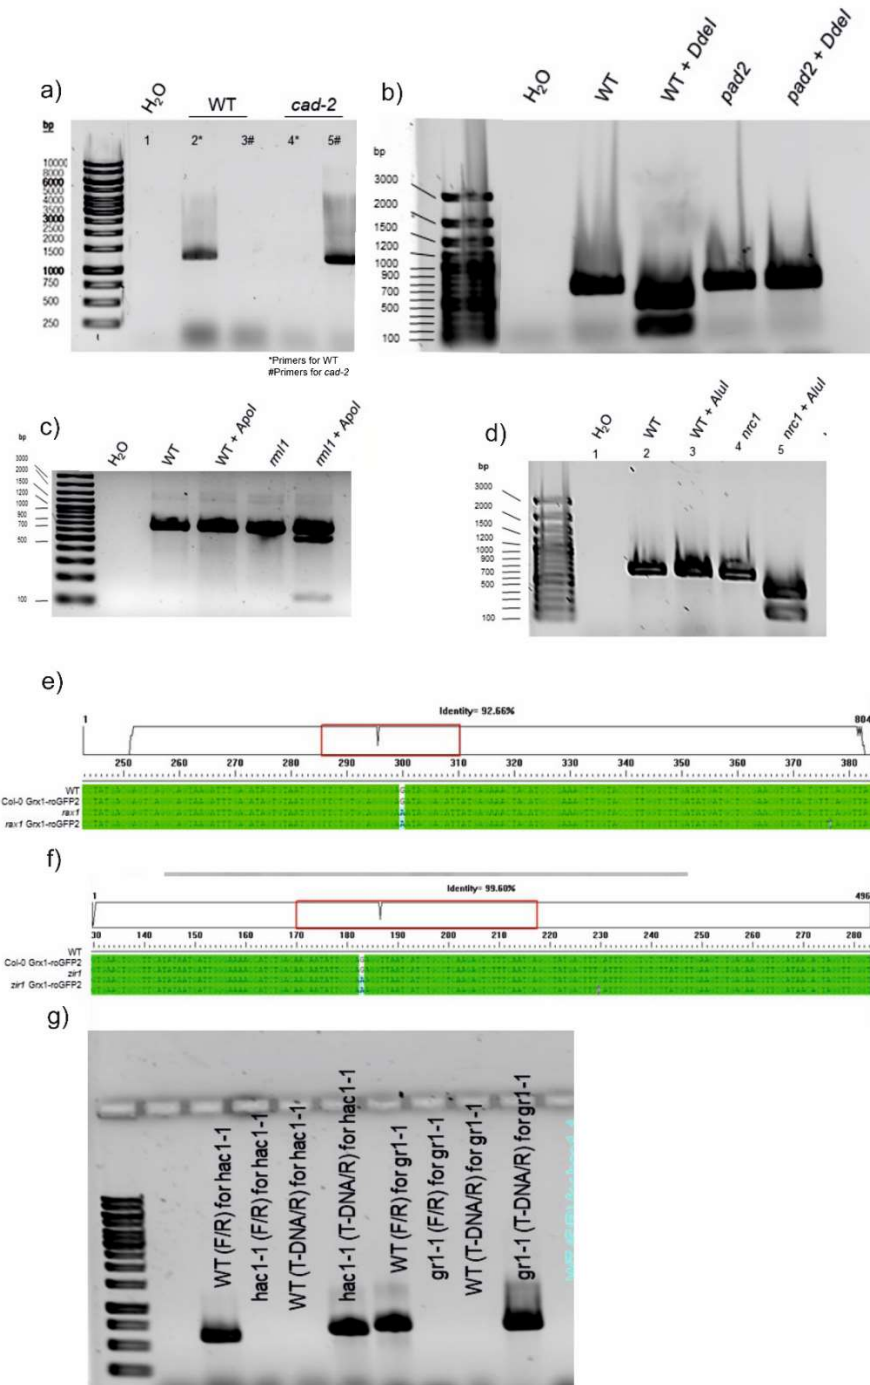 a)
H2O
WT
cad-2
bp
1
2*
3#
4*
5#
10000
8000
6000
5000
4000
3500
3000
2500
2000
1500
1000
750
500
250
*Primers for WT
#Primers for cad-2
b)
H2O
WT
WT + DdeI
pad2
pad2 + DdeI
bp
3000
2000
1500
1200
1000
900
700
500
100
c)
H2O
WT
WT + ApoI
rml1
rml1 + ApoI
bp
3000
2000
1500
1200
1000
900
700
500
100
d)
H2O
WT
WT + AluI
nrc1
nrc1 + AluI
1
2
3
4
5
bp
3000
2000
1500
1200
1000
900
700
500
100
e)
Identity= 92.66%
1
804
250 260 270 280 290 300 310 320 330 340 350 360 370 380
WT
Col-0 Grx1-roGFP2
rax1
rax1 Grx1-roGFP2
f)
Identity= 99.60%
1
496
30 140 150 160 170 180 190 200 210 220 230 240 250 260 270 280
WT
Col-0 Grx1-roGFP2
zir1
zir1 Grx1-roGFP2
g)
WT (F/R) for hac1-1
hac1-1 (F/R) for hac1-1
WT (T-DNA/R) for hac1-1
hac1-1 (T-DNA/R) for hac1-1
WT (F/R) for gr1-1
gr1-1 (F/R) for gr1-1
WT (T-DNA/R) for gr1-1
gr1-1 (T-DNA/R) for gr1-1